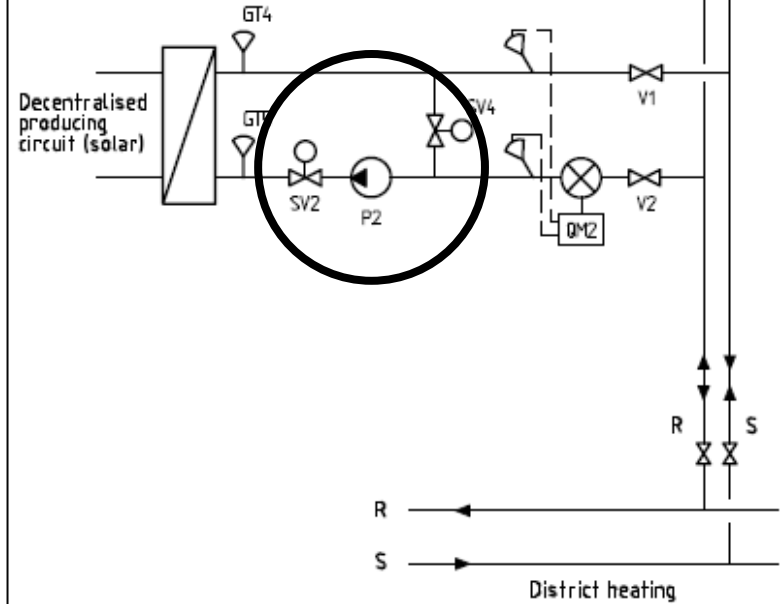 GT4
Decentralised
producing
circuit (solar)
V1
SV2
P2
V2
QM2
R
S
R
S
District heating